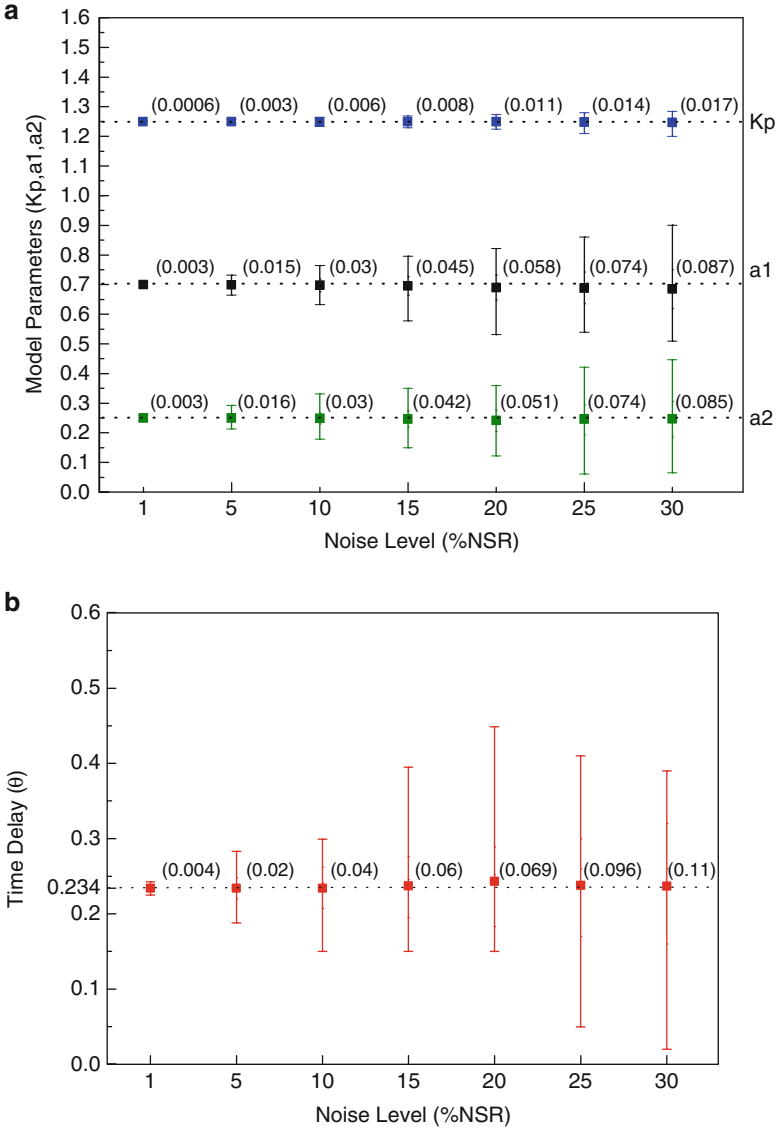 a
Model Parameters (Kp,a1,a2)
1.6
1.5
1.4
1.3
1.2
1.1
1.0
0.9
0.8
0.7
0.6
0.5
0.4
0.3
0.2
0.1
0.0
(0.0006) (0.003) (0.006) (0.008) (0.011) (0.014) (0.017)
Kp
(0.003) (0.015) (0.03) (0.045) (0.058) (0.074) (0.087)
a1
(0.003) (0.016) (0.03) (0.042) (0.051) (0.074) (0.085)
a2
1 5 10 15 20 25 30
Noise Level (%NSR)
b
Time Delay (θ)
0.6
0.5
0.4
0.3
0.234
0.2
0.1
0.0
(0.004) (0.02) (0.04) (0.06) (0.069) (0.096) (0.11)
1 5 10 15 20 25 30
Noise Level (%NSR)